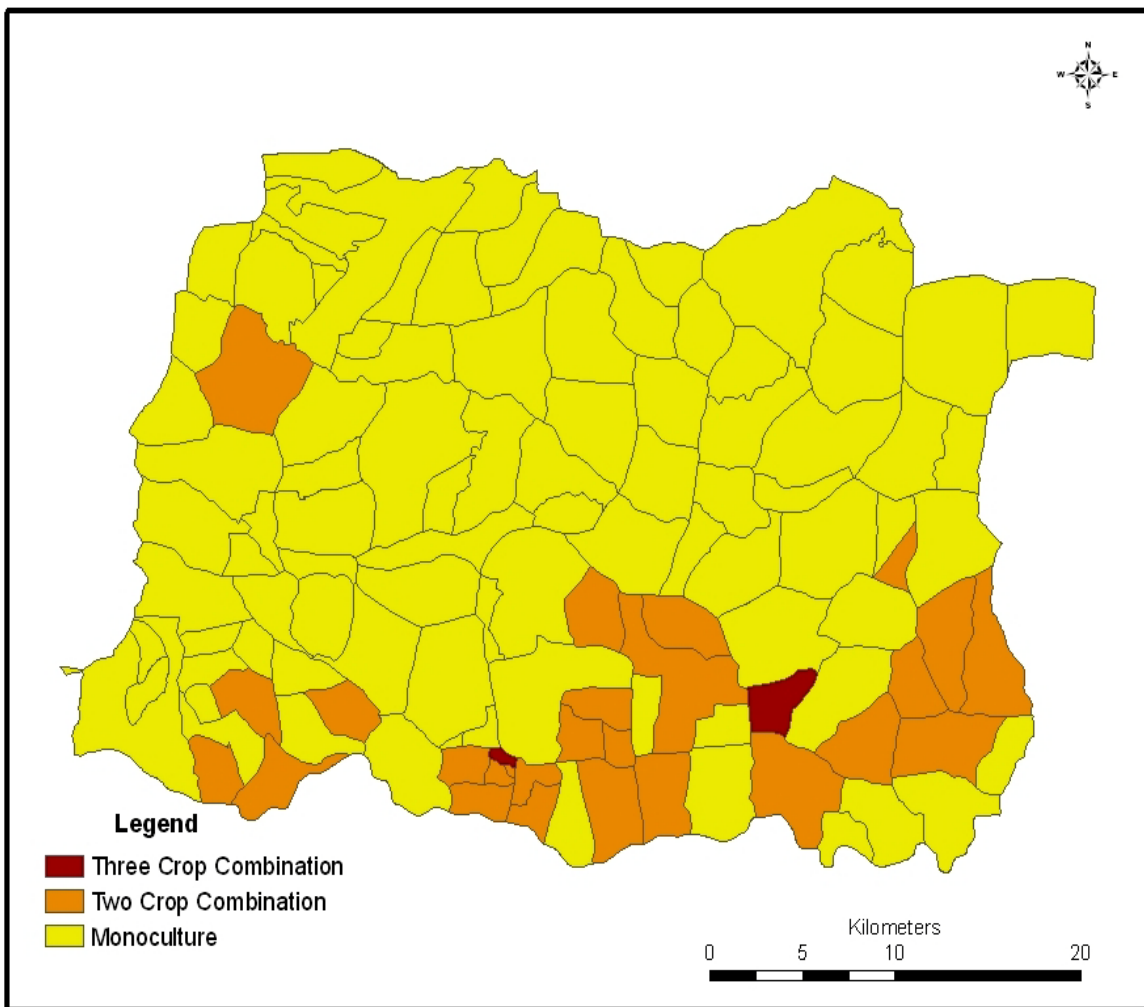 N
W E
S
Legend
Three Crop Combination
Two Crop Combination
Monoculture
Kilometers
0 5 10 20